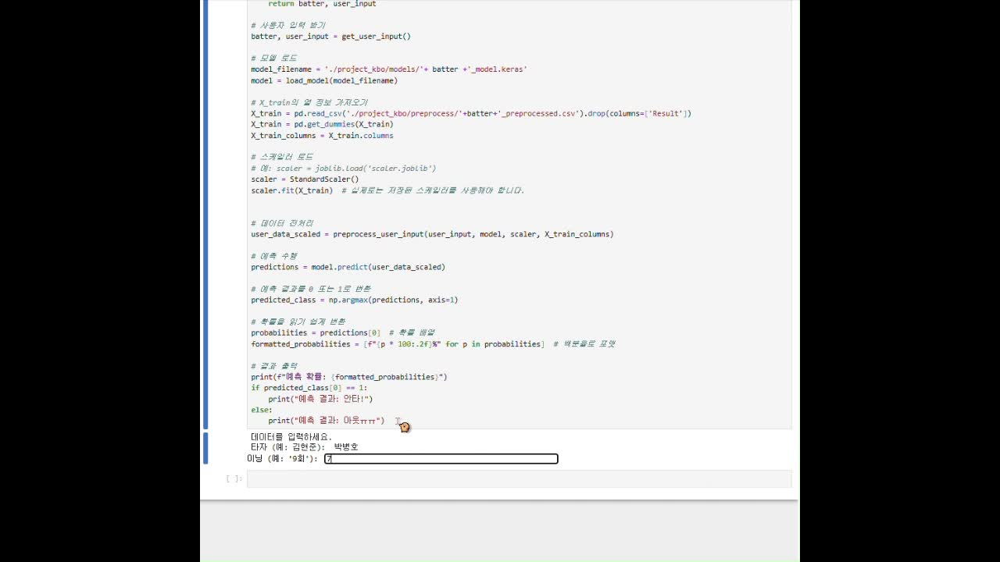 return batter, user_input
# 사용자 입력 받기
batter, user_input = get_user_input()
# 모델 로드
model_filename = './project_kbo/models/'+ batter +'_model.keras'
model = load_model(model_filename)
# X_train의 열 정보 가져오기
X_train = pd.read_csv('./project_kbo/preprocess/'+batter+'_preprocessed.csv').drop(columns=['Result'])
X_train = pd.get_dummies(X_train)
X_train_columns = X_train.columns
# 스케일러 로드
# 예: scaler = joblib.load('scaler.joblib')
scaler = StandardScaler()
scaler.fit(X_train)  # 실제로는 저장된 스케일러를 사용해야 합니다.
# 데이터 전처리
user_data_scaled = preprocess_user_input(user_input, model, scaler, X_train_columns)
# 예측 수행
predictions = model.predict(user_data_scaled)
# 예측 결과를 0 또는 1로 변환
predicted_class = np.argmax(predictions, axis=1)
# 확률을 읽기 쉽게 변환
probabilities = predictions[0]  # 확률 배열
formatted_probabilities = [f"{p * 100:.2f}%" for p in probabilities]  # 백분율로 포맷
# 결과 출력
print(f"예측 확률: {formatted_probabilities}")
if predicted_class[0] == 1:
print("예측 결과: 안타!")
else:
print("예측 결과: 아웃ㅠㅠ")
데이터를 입력하세요.
타자 (예: 김현준):  박병호
이닝 (예: '9회'): 7
[ ]: